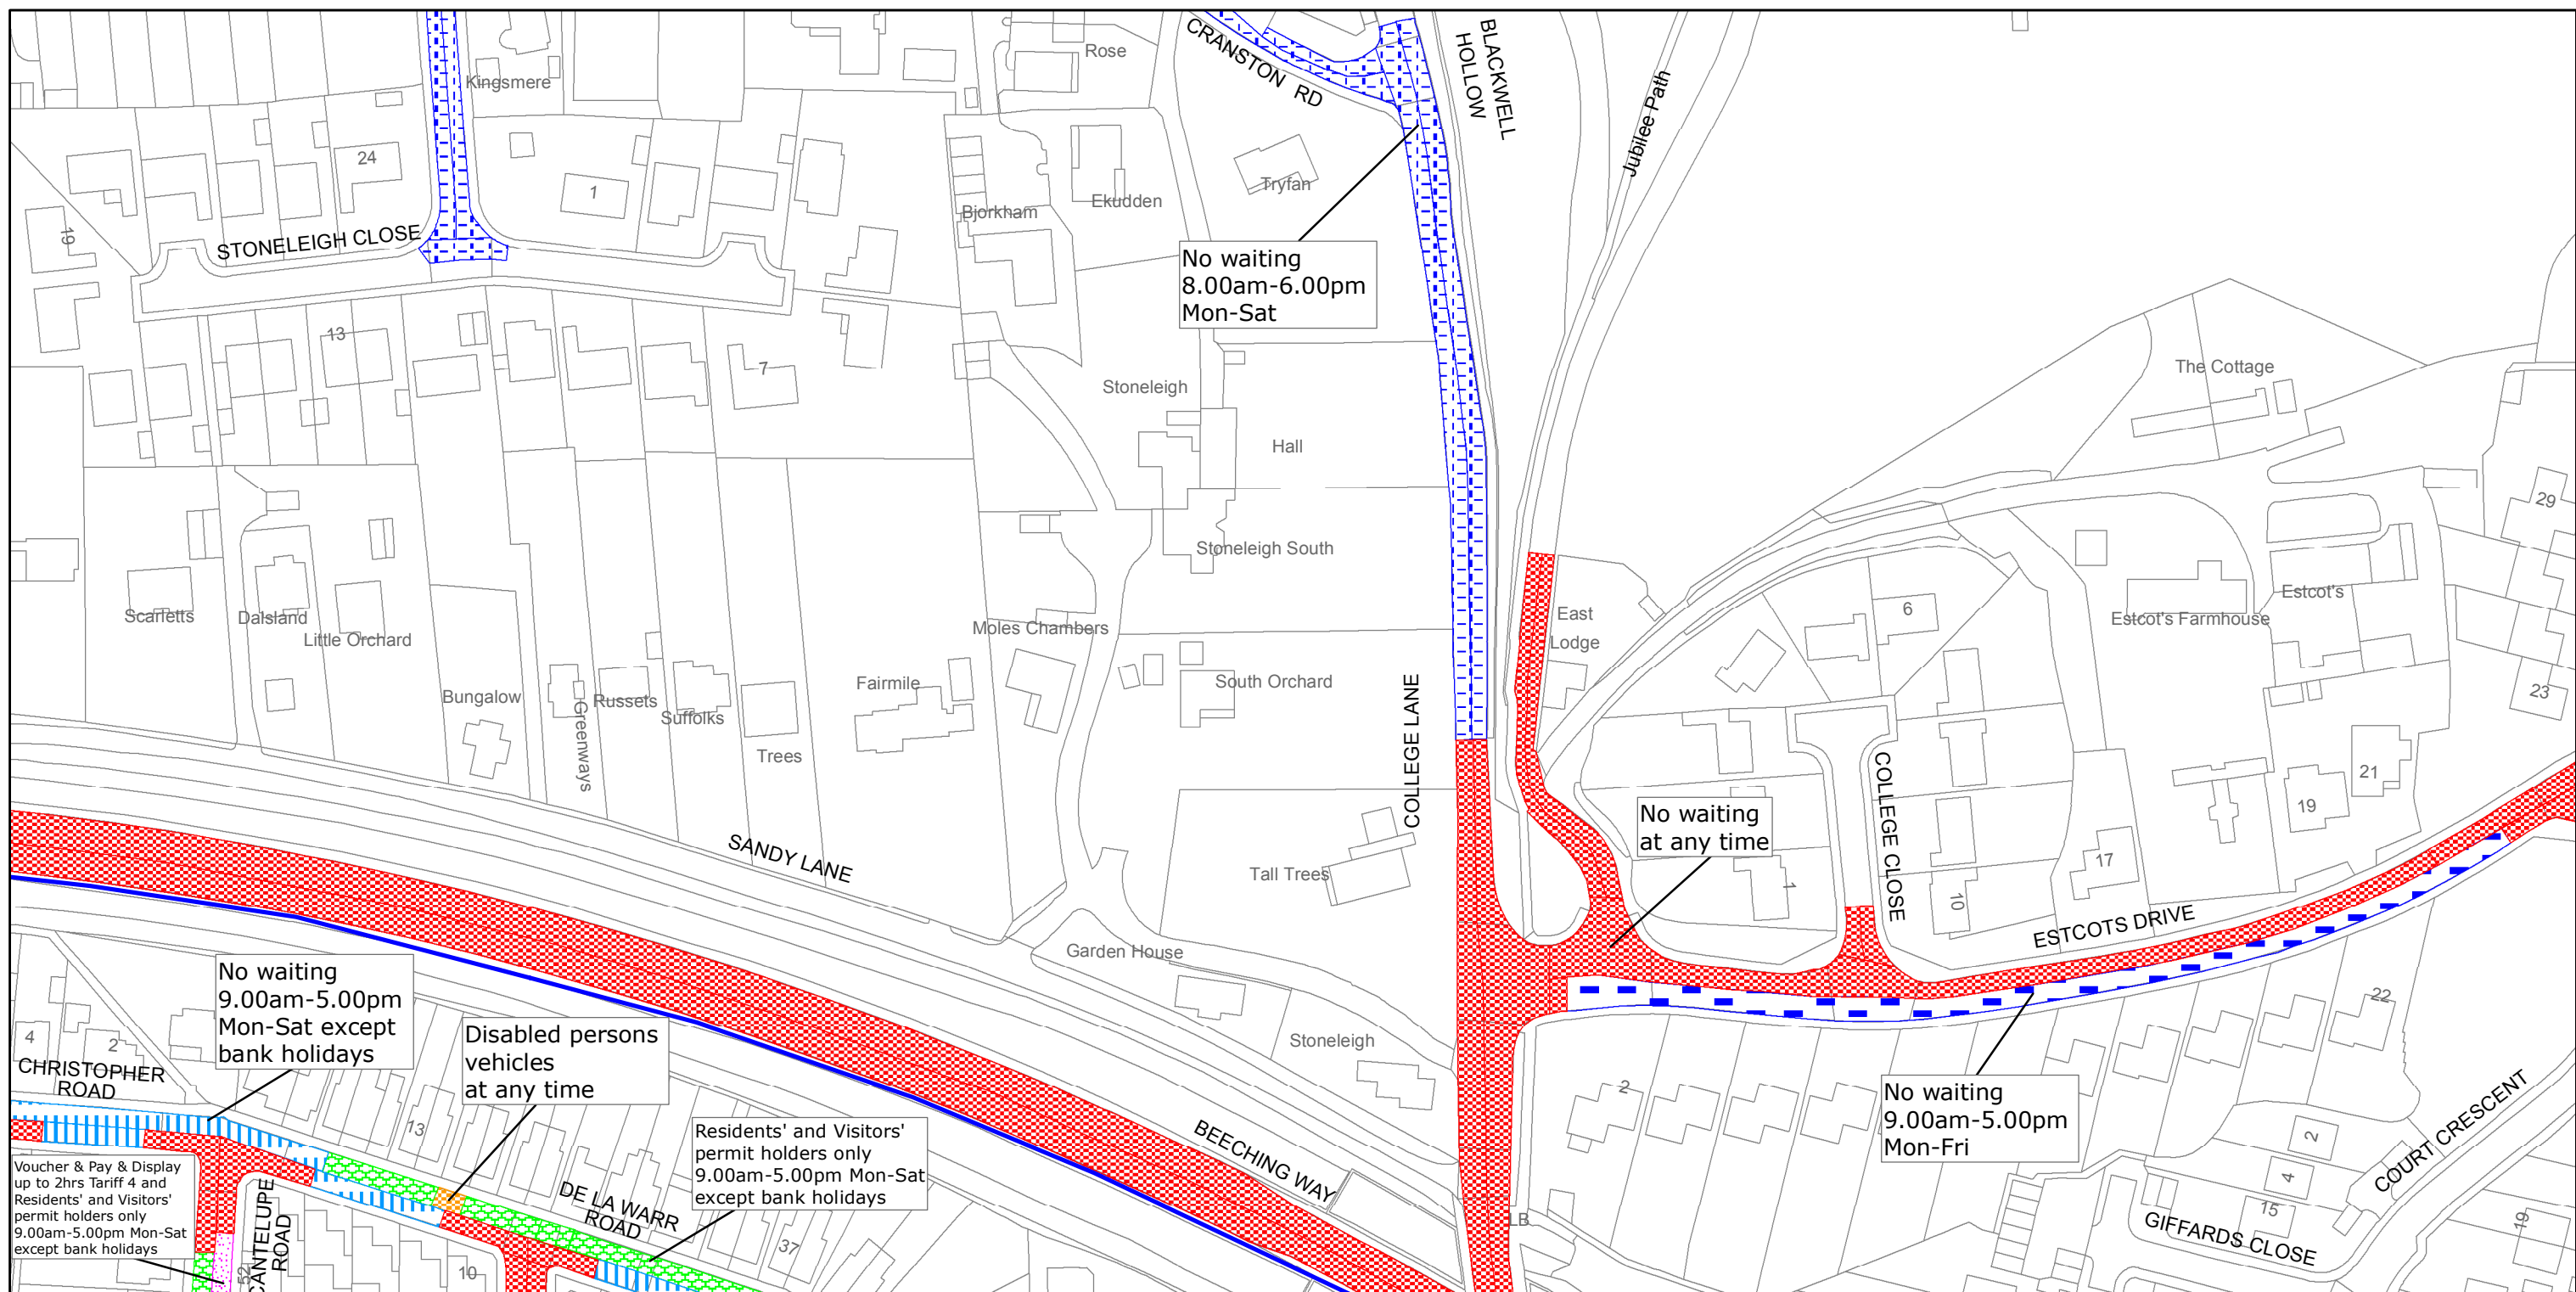 Kingsmere
Rose
CRANSTON RD
BLACKWELL
HOLLOW
Jubilee Path
24
1
Tryfan
Ekudden
Bjorkham
19
STONELEIGH CLOSE
No waiting
8.00am-6.00pm
Mon-Sat
13
7
Stoneleigh
The Cottage
Hall
29
Stoneleigh South
Scarletts
Dalsland
Little Orchard
Moles Chambers
East
Lodge
6
Estcot's
Estcot's Farmhouse
Bungalow
Greenways
Russets
Suffolks
Fairmile
South Orchard
23
Trees
COLLEGE LANE
COLLEGE CLOSE
21
19
No waiting
at any time
SANDY LANE
Tall Trees
1
10
17
ESTCOTS DRIVE
Garden House
No waiting
9.00am-5.00pm
Mon-Sat except
bank holidays
Disabled persons
vehicles
at any time
4
2
CHRISTOPHER
ROAD
Stoneleigh
22
2
No waiting
9.00am-5.00pm
Mon-Fri
13
Residents' and Visitors'
permit holders only
9.00am-5.00pm Mon-Sat
except bank holidays
BEECHING WAY
2
4
COURT CRESCENT
Voucher & Pay & Display
up to 2hrs Tariff 4 and
Residents' and Visitors'
permit holders only
9.00am-5.00pm Mon-Sat
except bank holidays
CANTELUPE
ROAD
DE LA WARR
ROAD
37
LB
15
19
GIFFARDS CLOSE
52
10